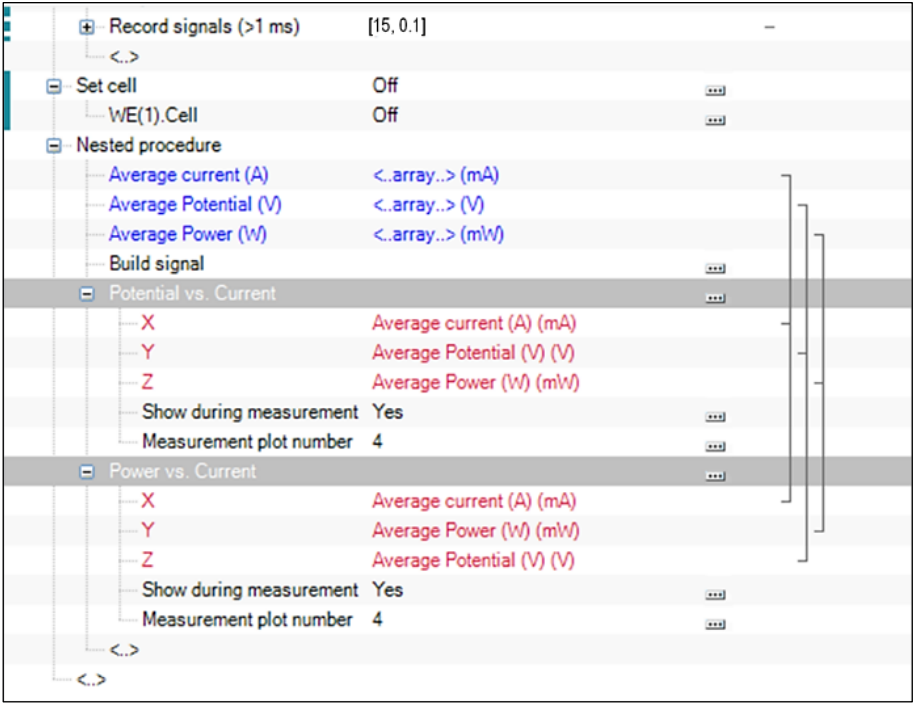 Record signals (>1 ms) [15, 0.1] –
<..>
Set cell Off
WE(1).Cell Off
Nested procedure
Average current (A) <..array..> (mA)
Average Potential (V) <..array..> (V)
Average Power (W) <..array..> (mW)
Build signal
Potential vs. Current
X Average current (A) (mA)
Y Average Potential (V) (V)
Z Average Power (W) (mW)
Show during measurement Yes
Measurement plot number 4
Power vs. Current
X Average current (A) (mA)
Y Average Power (W) (mW)
Z Average Potential (V) (V)
Show during measurement Yes
Measurement plot number 4
<..>
<..>